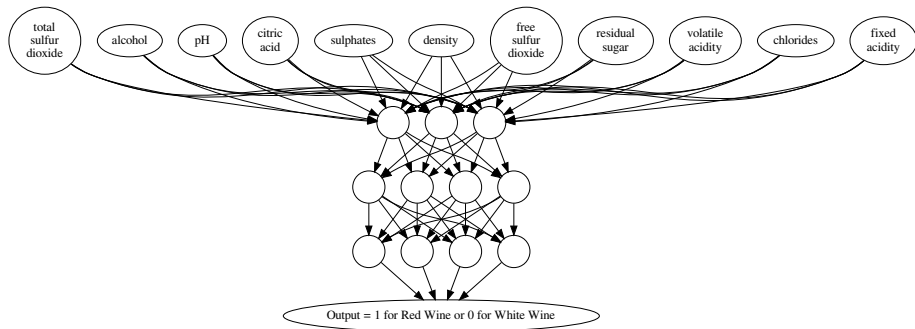 total
sulfur
dioxide
alcohol
pH
citric
acid
sulphates
density
free
sulfur
dioxide
residual
sugar
volatile
acidity
chlorides
fixed
acidity
Output = 1 for Red Wine or 0 for White Wine